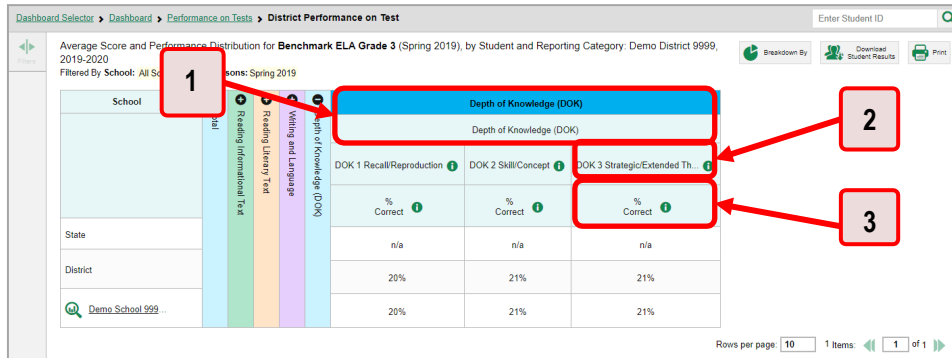 Dashboard Selector > Dashboard > Performance on Tests > District Performance on Test
Enter Student ID
Filters
Average Score and Performance Distribution for Benchmark ELA Grade 3 (Spring 2019), by Student and Reporting Category: Demo District 9999,
2019-2020
Filtered By School: All Sc sons: Spring 2019
Breakdown By
Download
Student Results
Print
1
2
3
School
otal
Reading Informational Text
Reading Literary Text
Writing and Language
epth of Knowledge (DOK)
Depth of Knowledge (DOK)
Depth of Knowledge (DOK)
DOK 1 Recall/Reproduction DOK 2 Skill/Concept DOK 3 Strategic/Extended Th...
% Correct % Correct % Correct
State n/a n/a n/a
District 20% 21% 21%
Demo School 999... 20% 21% 21%
Rows per page: 10 1 Items: 1 of 1